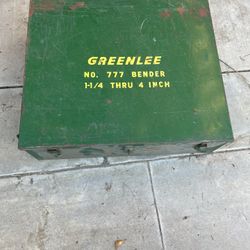 GREENLEE
NO. 777 BENDER
1-1/4 THRU 4 INCH